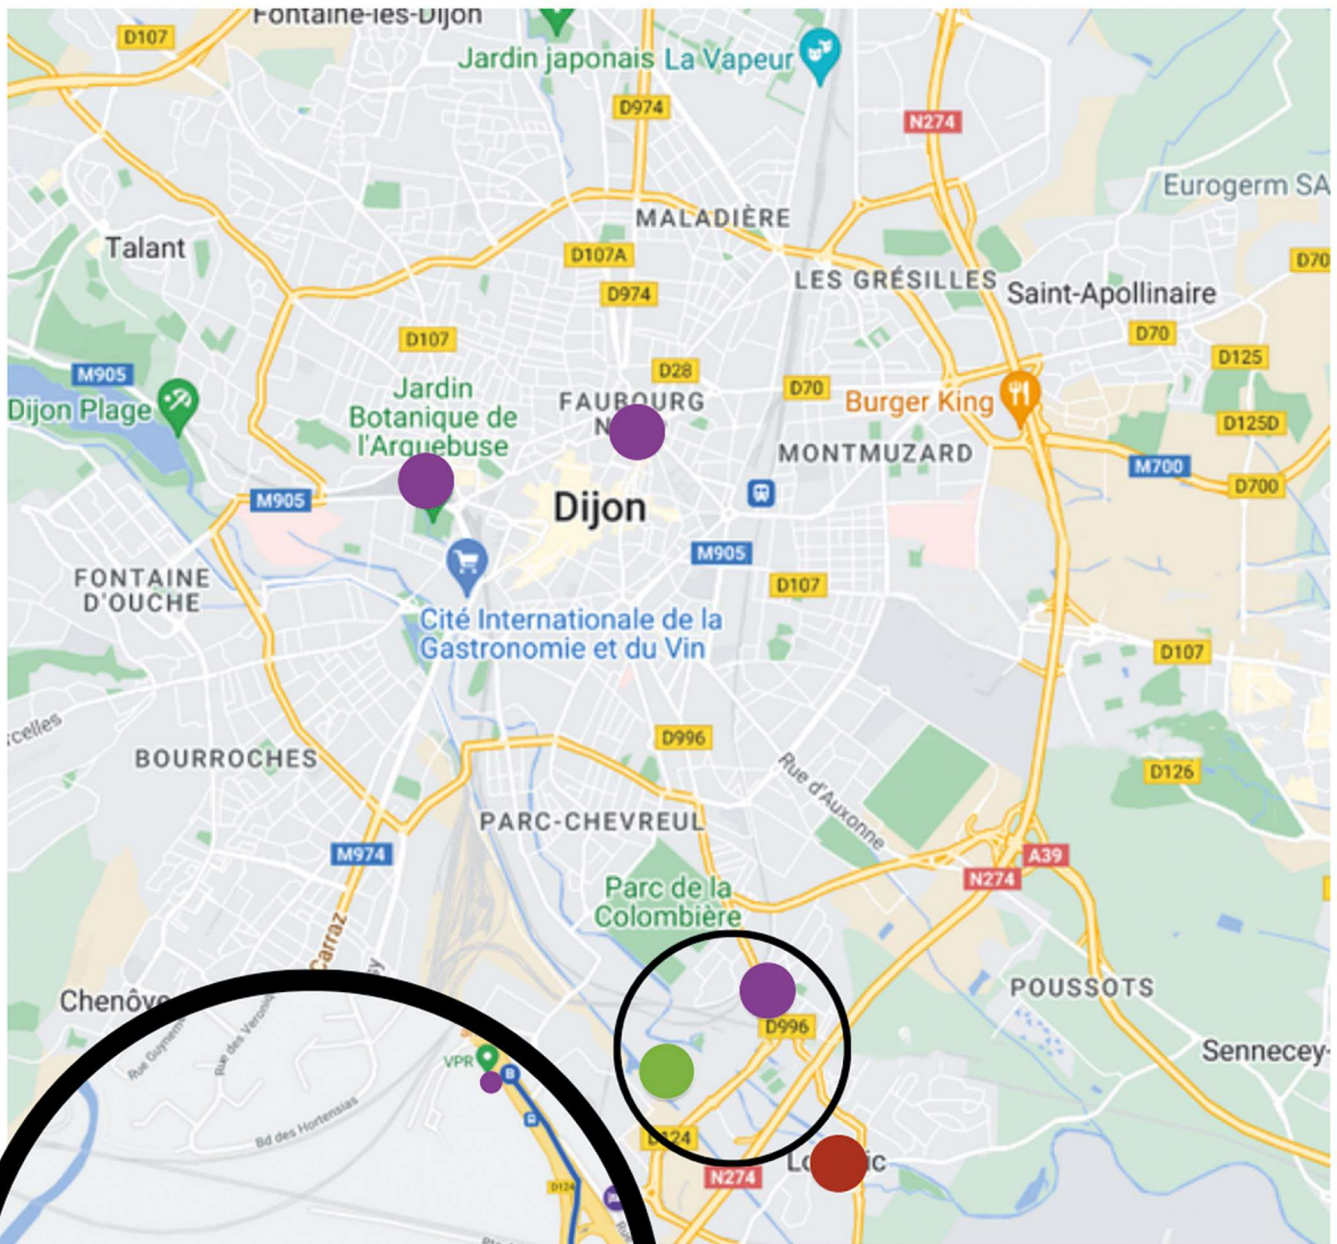 Fontaine-lès-Dijon
D107
Jardin japonais
La Vapeur
D974
N274
Eurogerm SA
MALADIÈRE
Talant
D107A
D70
LES GRÉSILLES
D974
Saint-Apollinaire
D107
D70
D125
M905
D28
Jardin
Botanique de
l'Arquebuse
D70
FAUBOURG
Burger King
Dijon Plage
D125D
MONTMUZARD
M700
D700
M905
Dijon
M905
FONTAINE
D'OUCHE
D107
Cité Internationale de la
Gastronomie et du Vin
D107
D996
BOURROCHES
Rue d'Auxonne
D126
PARC-CHEVREUL
M974
A39
N274
Parc de la
Colombière
Carraz
POUSSOTS
Chenôve
D996
Sennecey-
Rue des
VPR
B
Bd des Hortensias
D124
N274
D124